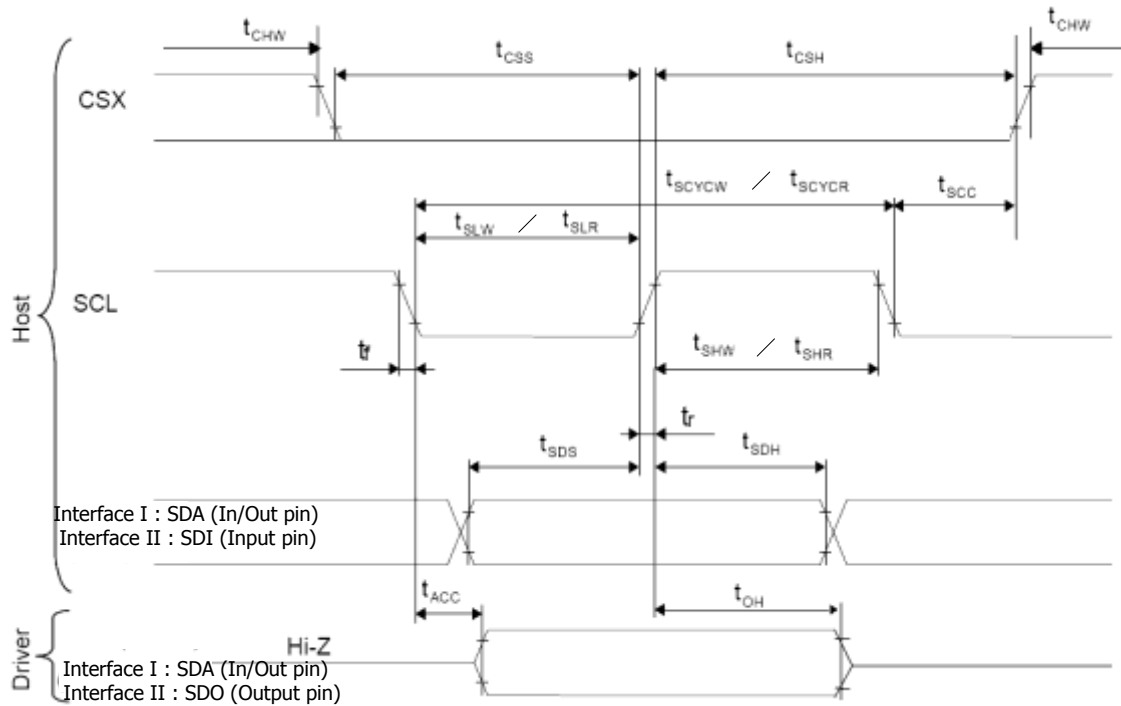 tCHW
tCHW
tCSS
tCSH
CSX
tSCYCW / tSCYCR
tSCC
tSLW / tSLR
SCL
Host
tf
tSHW / tSHR
tr
tSDS
tSDH
Interface I : SDA (In/Out pin)
Interface II : SDI (Input pin)
tACC
tOH
Driver
Hi-Z
Interface I : SDA (In/Out pin)
Interface II : SDO (Output pin)